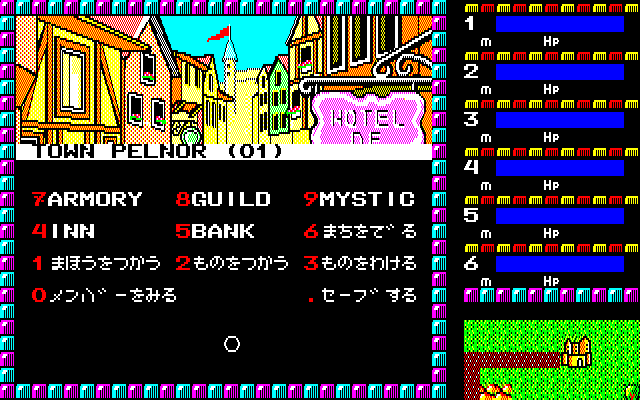 HOTEL
DE
TOWN PELNOR (01)
7ARMORY 8GUILD 9MYSTIC
4INN 5BANK 6まちをでる
1まほうをつかう 2ものをつかう 3ものをわける
0メンバーをみる .セーブする
1
m Hp
2
m Hp
3
m Hp
4
m Hp
5
m Hp
6
m Hp